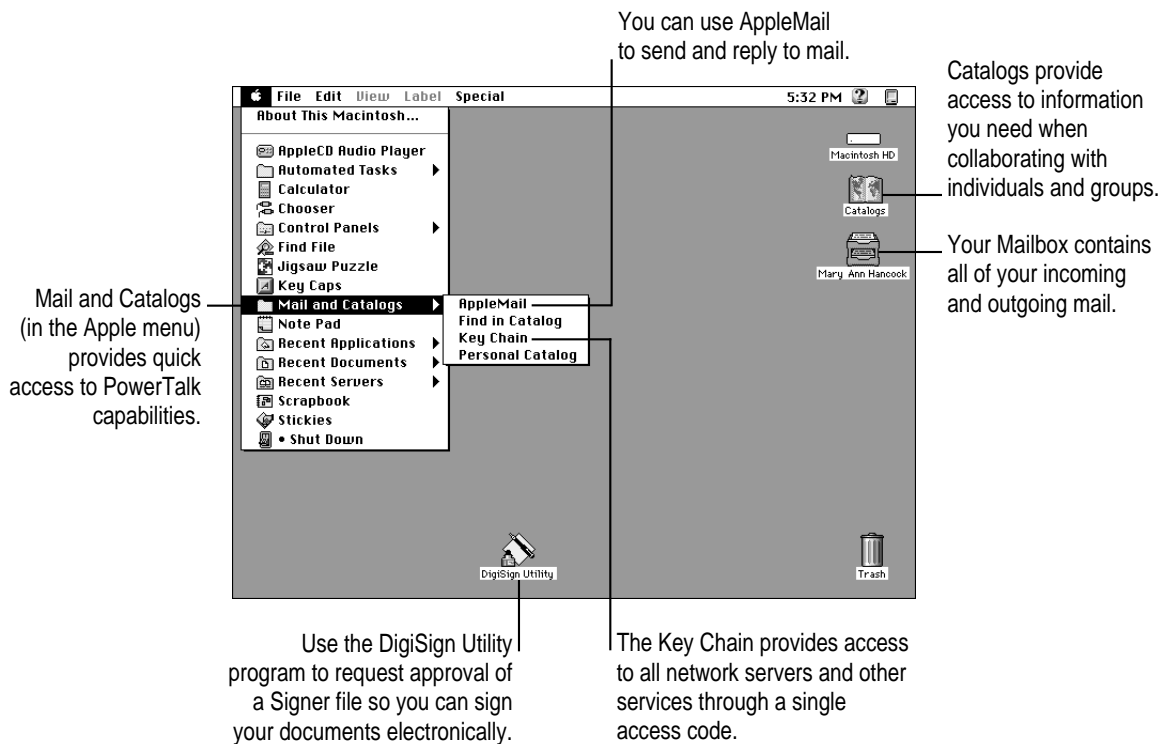 You can use AppleMail
to send and reply to mail.
Catalogs provide
access to information
you need when
collaborating with
individuals and groups.
File Edit View Label Special 5:32 PM
About This Macintosh...
AppleCD Audio Player
Automated Tasks
Calculator
Chooser
Control Panels
Find File
Jigsaw Puzzle
Key Caps
Mail and Catalogs
Note Pad
Recent Applications
Recent Documents
Recent Servers
Scrapbook
Stickies
• Shut Down
AppleMail
Find in Catalog
Key Chain
Personal Catalog
Macintosh HD
Catalogs
Mary Ann Hancock
Your Mailbox contains
all of your incoming
and outgoing mail.
Mail and Catalogs
(in the Apple menu)
provides quick
access to PowerTalk
capabilities.
DigiSign Utility
Trash
Use the DigiSign Utility
program to request approval of
a Signer file so you can sign
your documents electronically.
The Key Chain provides access
to all network servers and other
services through a single
access code.